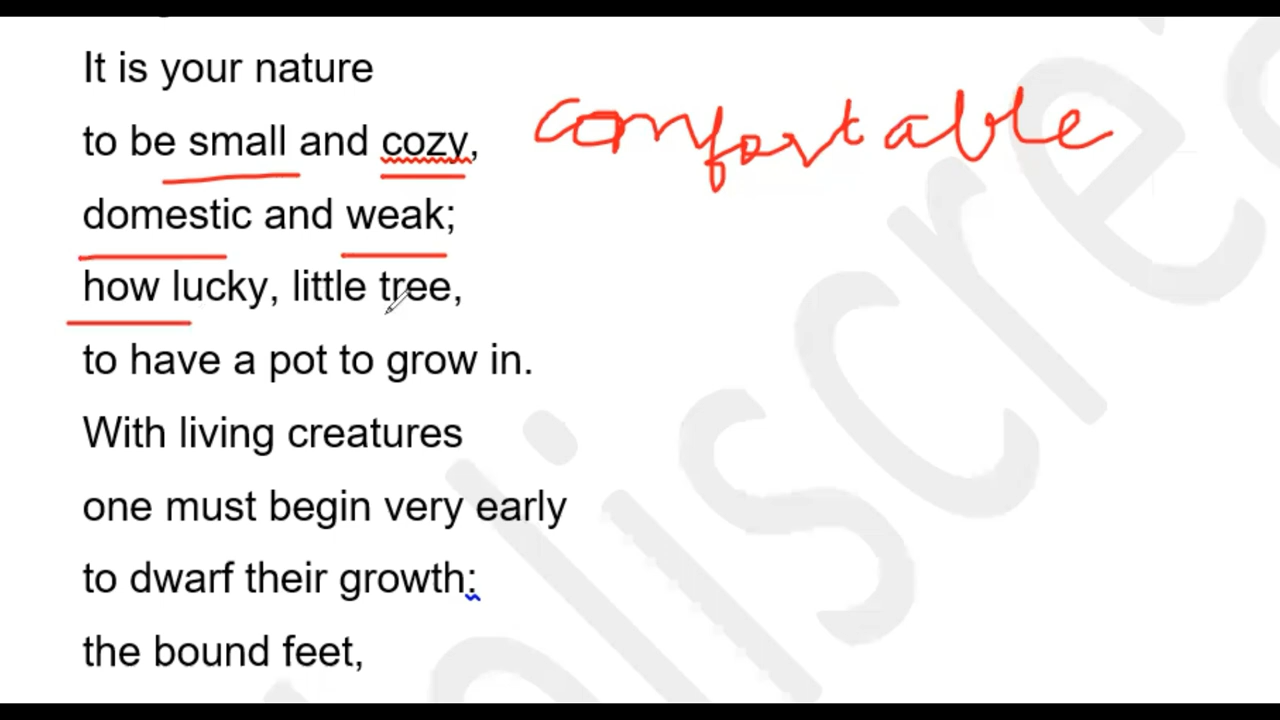 It is your nature
to be small and cozy, comfortable
domestic and weak;
how lucky, little tree,
to have a pot to grow in.
With living creatures
one must begin very early
to dwarf their growth:
the bound feet,